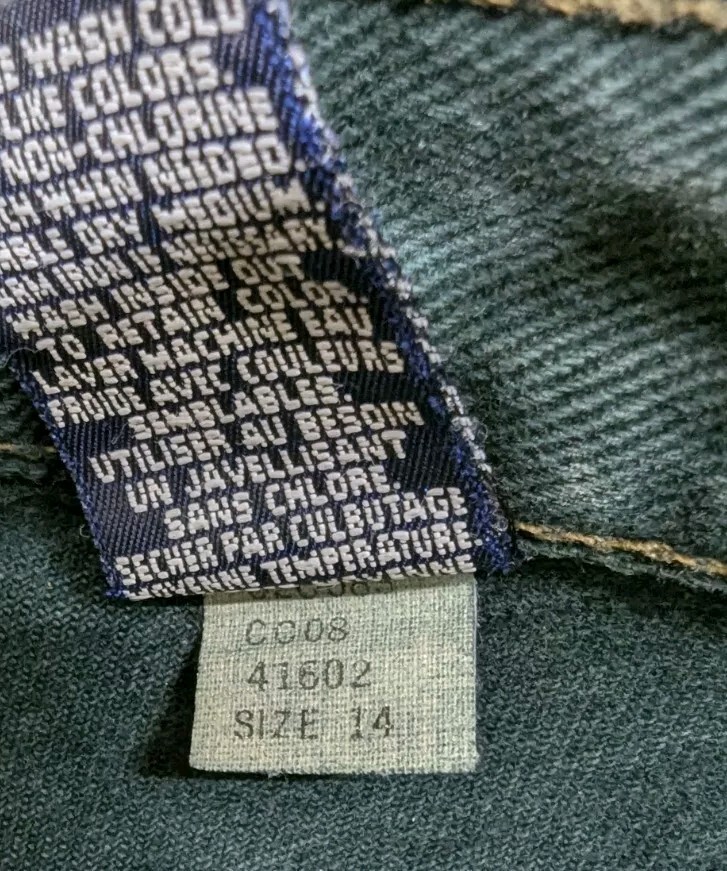 WASH COLD
LIKE COLORS.
NON-CHLORINE
WHEN NEEDED
DRY MEDIUM
IRON IF NECESSARY
WASH INSIDE OUT
TO RETAIN COLOR.
LAVER MACHINE EAU
FROIDE AVEC COULEURS
SEMBLABLES.
UTILISER AU BESOIN
UN JAVELLISANT
SANS CHLORE
SECHER PAR CULBUTAGE
MOYENNE TEMPERATURE
CO08
41602
SIZE 14